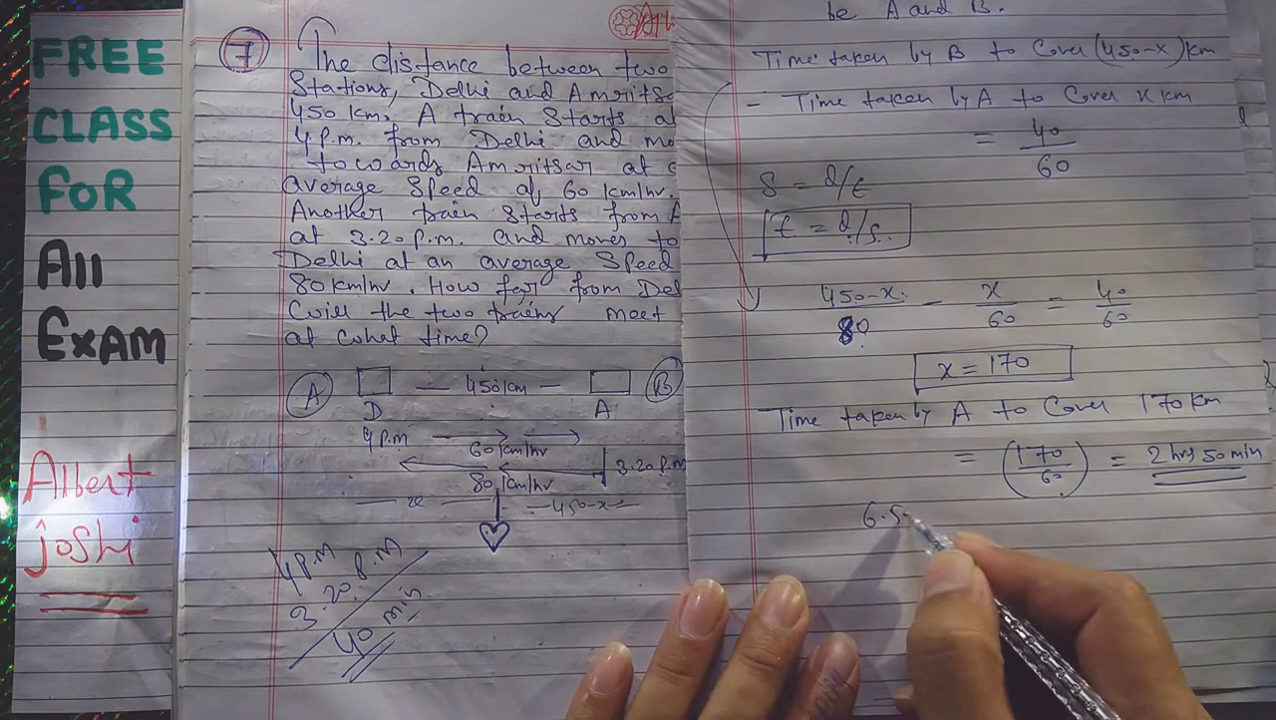 FREE
CLASS
FOR
All
ExAM
Albert
joshi
7
The distance between two
Stations, Delhi and Amritsa
450 km. A train starts a
4 p.m. from Delhi and mo
towards Amritsar at
average Speed of 60 km/hr.
Another train starts from
at 3.20 p.m. and moves to
Delhi at an average Speed
80 km/hr. How far from Del
Will the two trains meet
at what time?
A — 450 km — B
D A
4 p.m
60 km/hr
3.20 P.m
80 km/hr
— x — — 450-x —
4 P.M
3.20. P.M
40 min
be A and B.
Time taken by B to Cover (450-x) km
- Time taken by A to Cover x km
= 40/60
S = d/t
t = d/s
450-x/80 - x/60 = 40/60
x = 170
Time taken by A to Cover 170 km
= (170/60) = 2 hrs 50 min
6.5